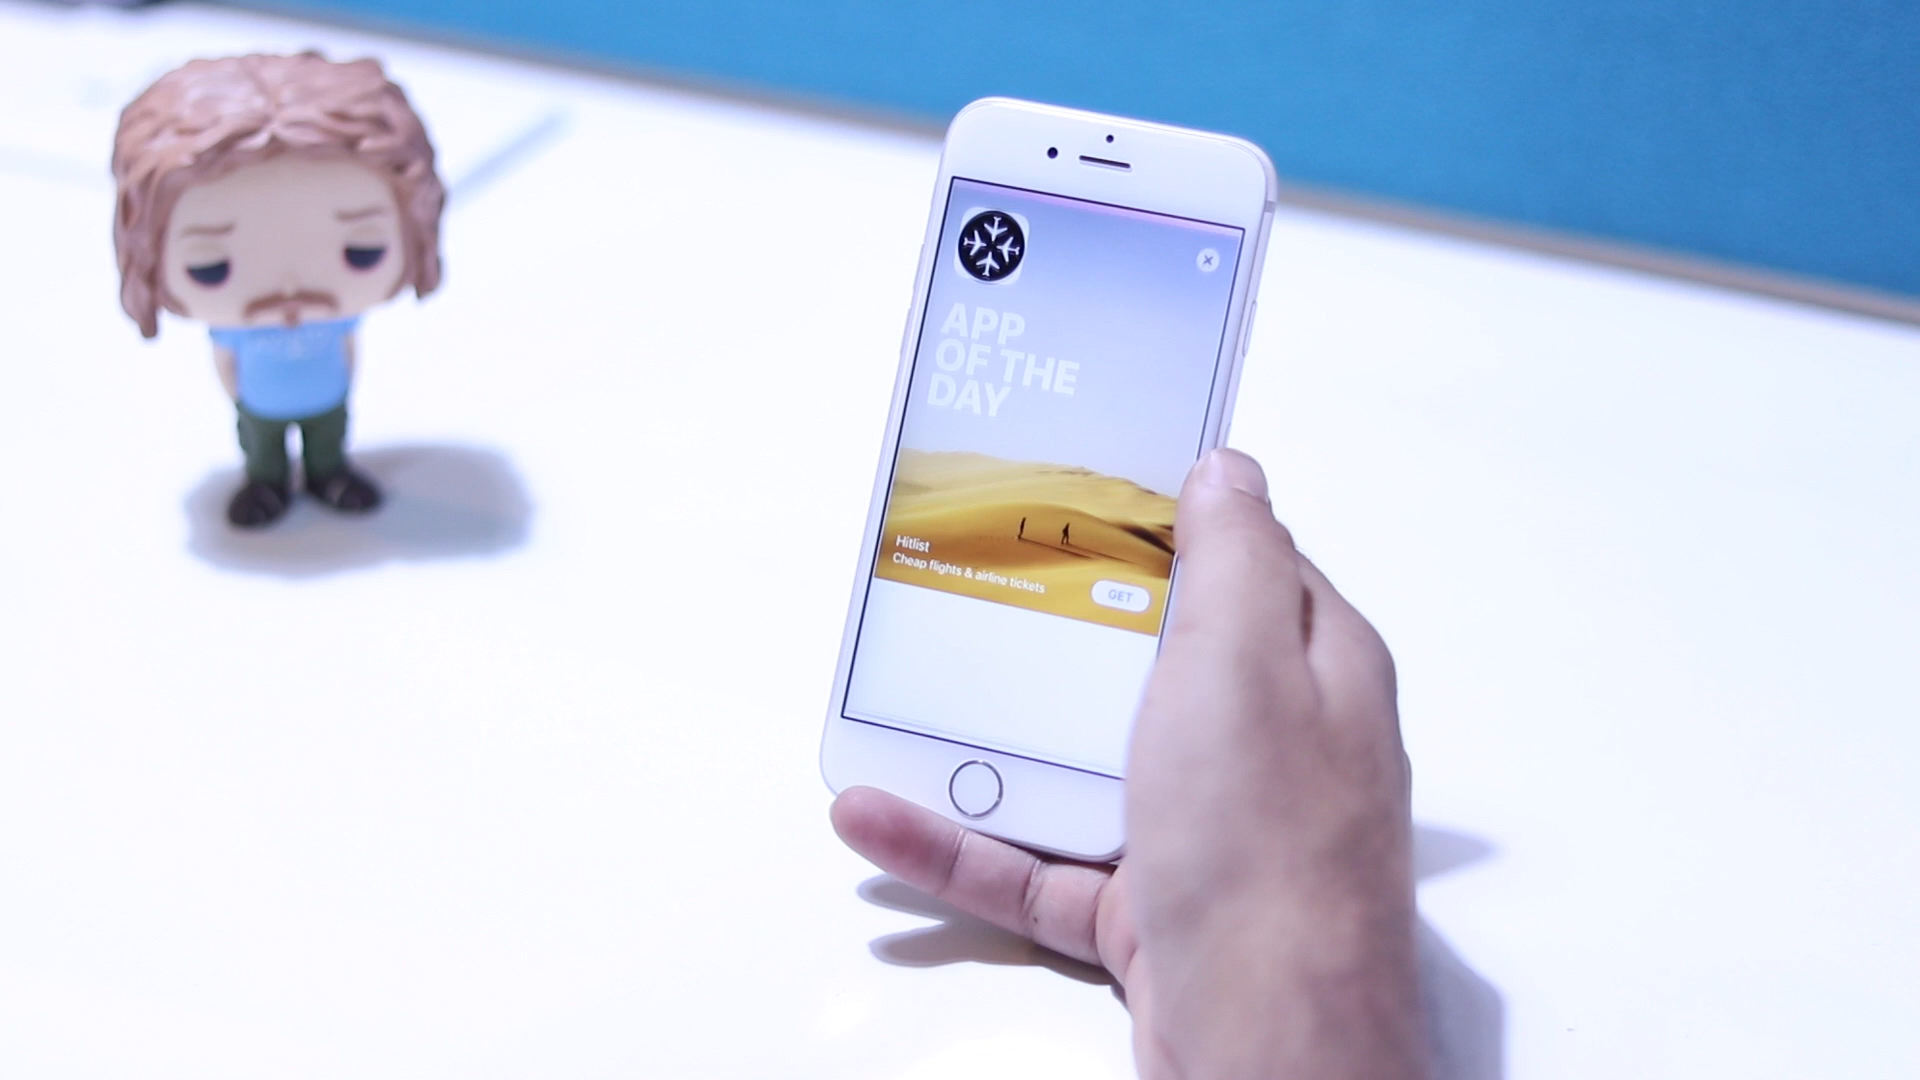 APP
OF THE
DAY
Hitlist
Cheap flights & airline tickets
GET